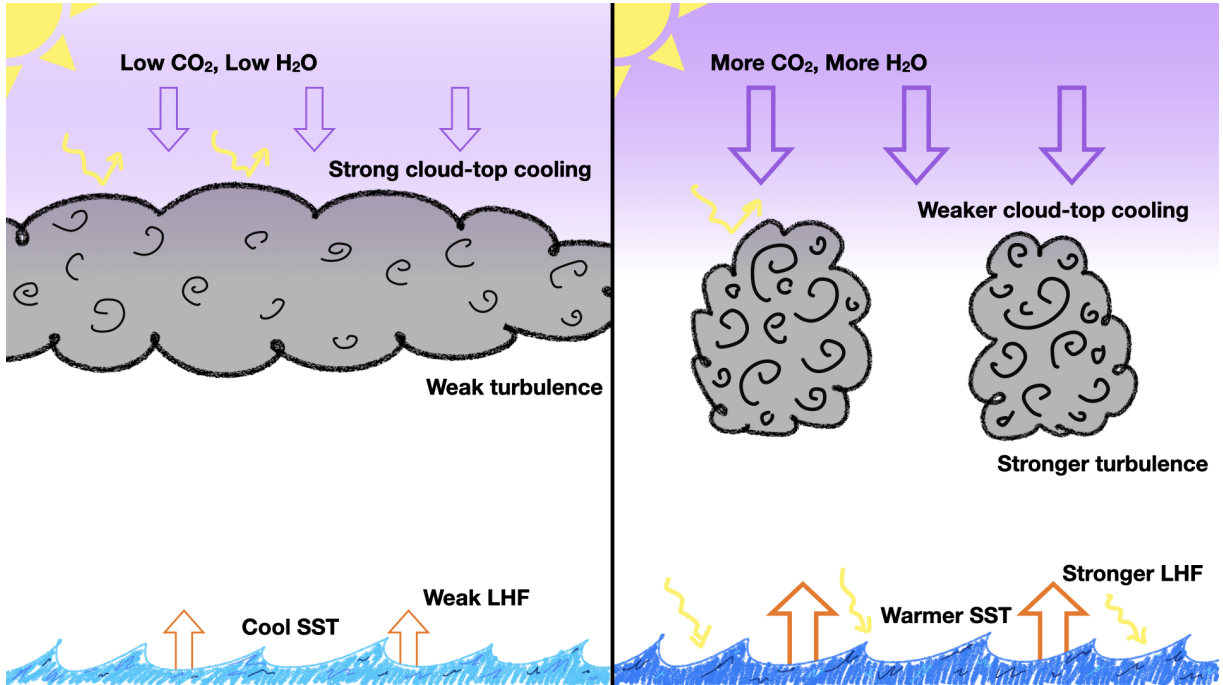 Low CO₂, Low H₂O
Strong cloud-top cooling
Weak turbulence
Weak LHF
Cool SST
More CO₂, More H₂O
Weaker cloud-top cooling
Stronger turbulence
Stronger LHF
Warmer SST